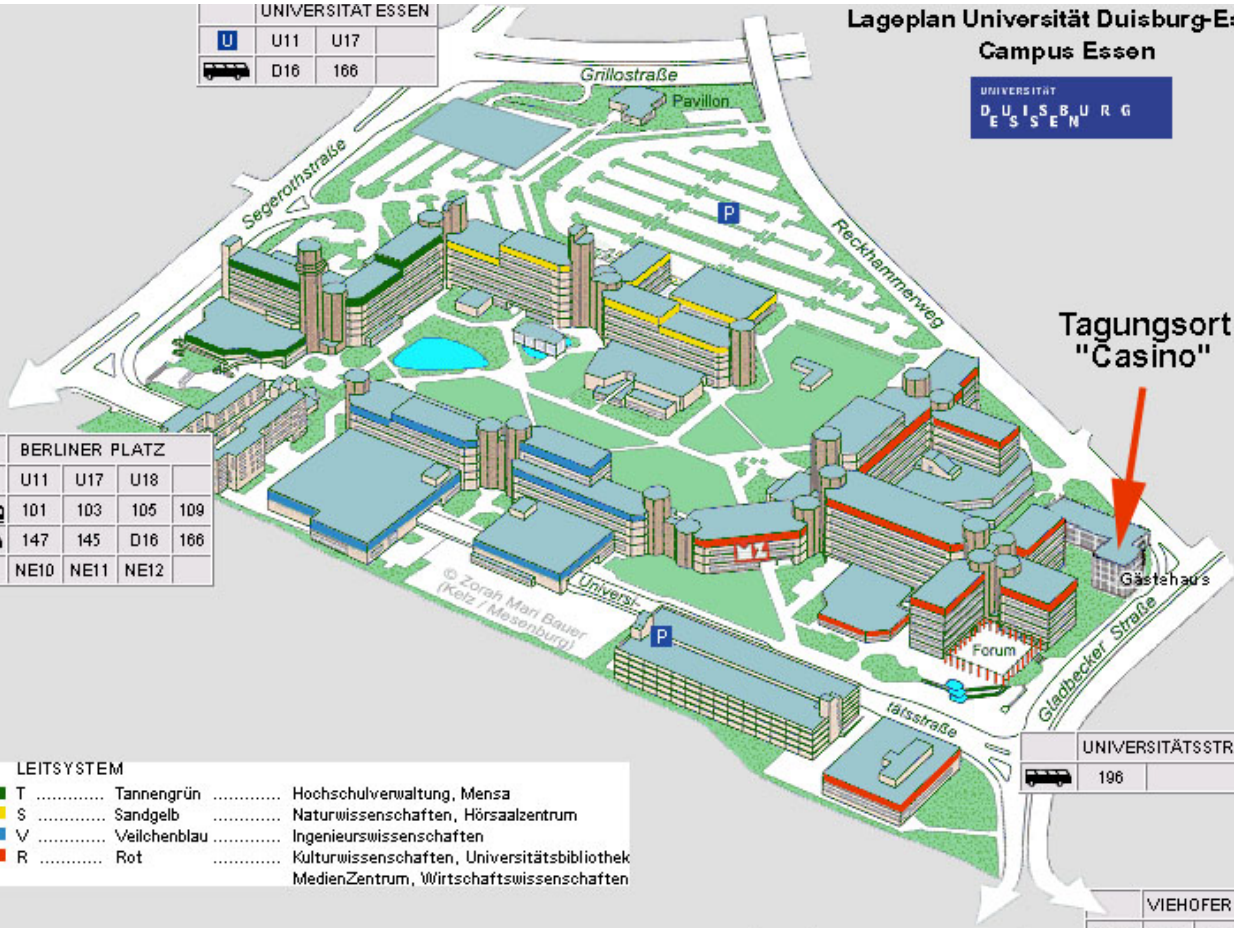 UNIVERSITÄT ESSEN
U U11 U17
D16 166
Lageplan Universität Duisburg-Es
Campus Essen
UNIVERSITÄT
DUISBURG
ESSEN
Grillostraße
Pavillon
Segerothstraße
P
Reckhammerweg
Tagungsort
"Casino"
BERLINER PLATZ
U11 U17 U18
101 103 105 109
147 145 D16 166
NE10 NE11 NE12
MZ
Gästehaus
© Zorah Mari Bauer
(Kelz / Mesenburg)
Universi-
P
Forum
Gladbecker Straße
tätsstraße
UNIVERSITÄTSSTR
196
LEITSYSTEM
T ............ Tannengrün ............ Hochschulverwaltung, Mensa
S ............ Sandgelb ............ Naturwissenschaften, Hörsaalzentrum
V ............ Veilchenblau ............ Ingenieurswissenschaften
R ............ Rot ............ Kulturwissenschaften, Universitätsbibliothek
MedienZentrum, Wirtschaftswissenschaften
VIEHOFER